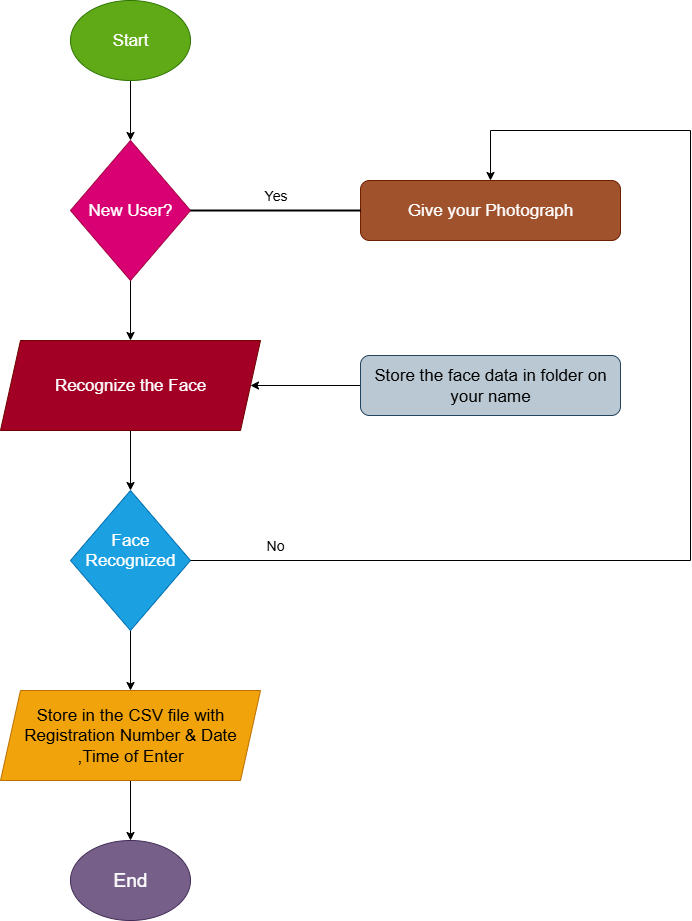 Start
New User?
Yes
Give your Photograph
Recognize the Face
Store the face data in folder on
your name
Face
Recognized
No
Store in the CSV file with
Registration Number & Date
,Time of Enter
End